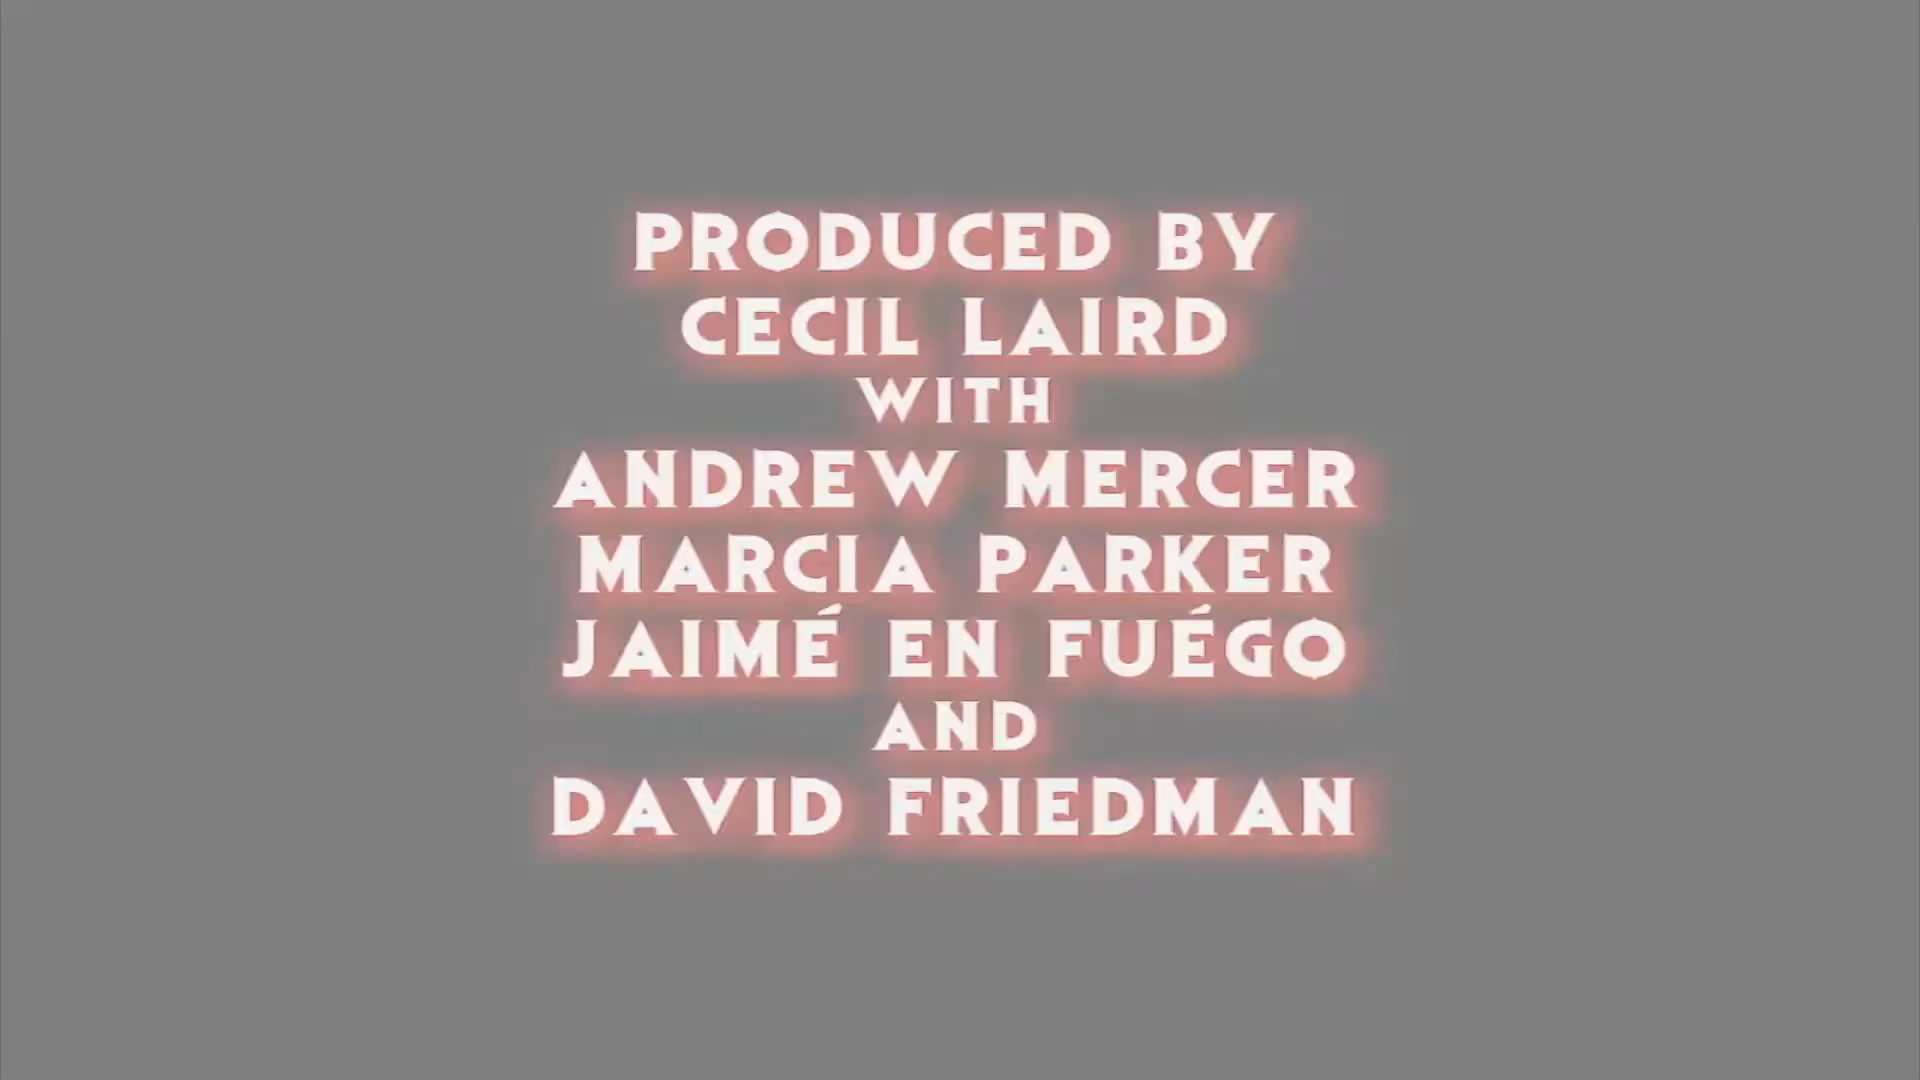 PRODUCED BY
CECIL LAIRD
WITH
ANDREW MERCER
MARCIA PARKER
JAIMÉ EN FUÉGO
AND
DAVID FRIEDMAN